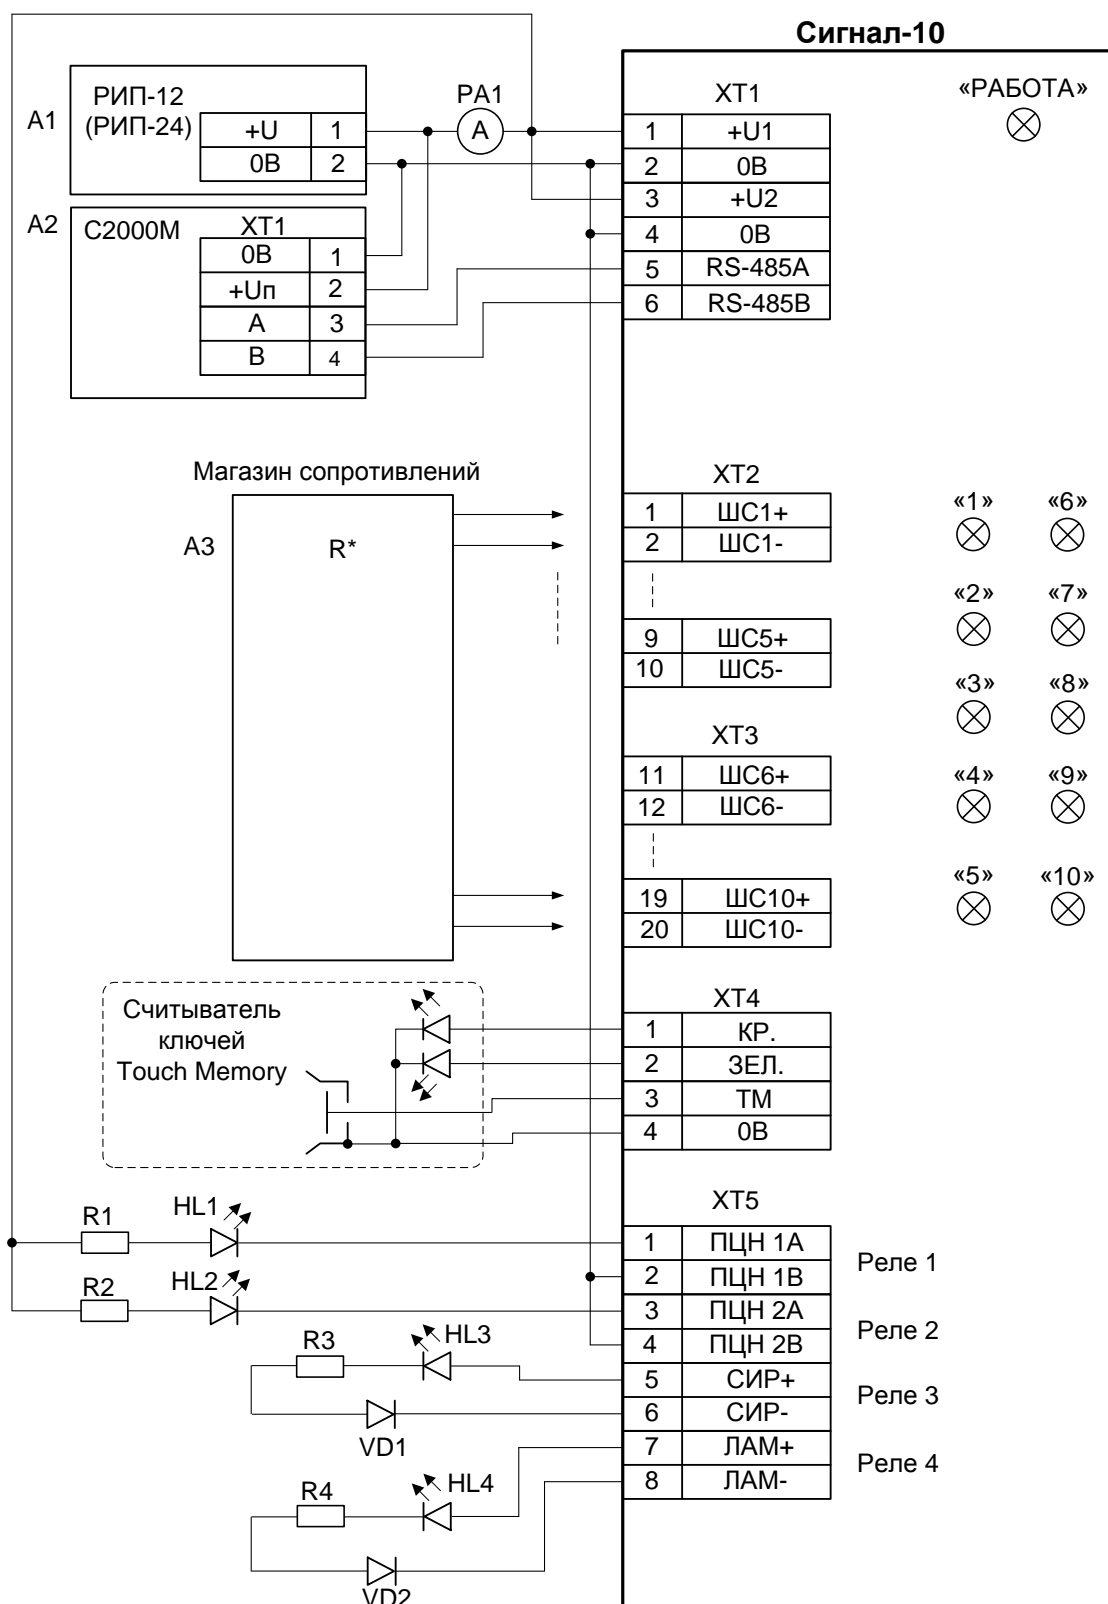 Сигнал-10
РИП-12
(РИП-24)
A1
+U 1
0В 2
PA1
A
XT1
1 +U1
2 0В
3 +U2
4 0В
5 RS-485A
6 RS-485B
«РАБОТА»
A2
С2000М
XT1
0В 1
+Uп 2
A 3
B 4
Магазин сопротивлений
A3
R*
XT2
1 ШС1+
2 ШС1-
9 ШС5+
10 ШС5-
XT3
11 ШС6+
12 ШС6-
19 ШС10+
20 ШС10-
«1» «6»
«2» «7»
«3» «8»
«4» «9»
«5» «10»
Считыватель
ключей
Touch Memory
XT4
1 КР.
2 ЗЕЛ.
3 ТМ
4 0В
XT5
1 ПЦН 1А
2 ПЦН 1В
3 ПЦН 2А
4 ПЦН 2В
5 СИР+
6 СИР-
7 ЛАМ+
8 ЛАМ-
Реле 1
Реле 2
Реле 3
Реле 4
R1
HL1
R2
HL2
R3
HL3
VD1
R4
HL4
VD2